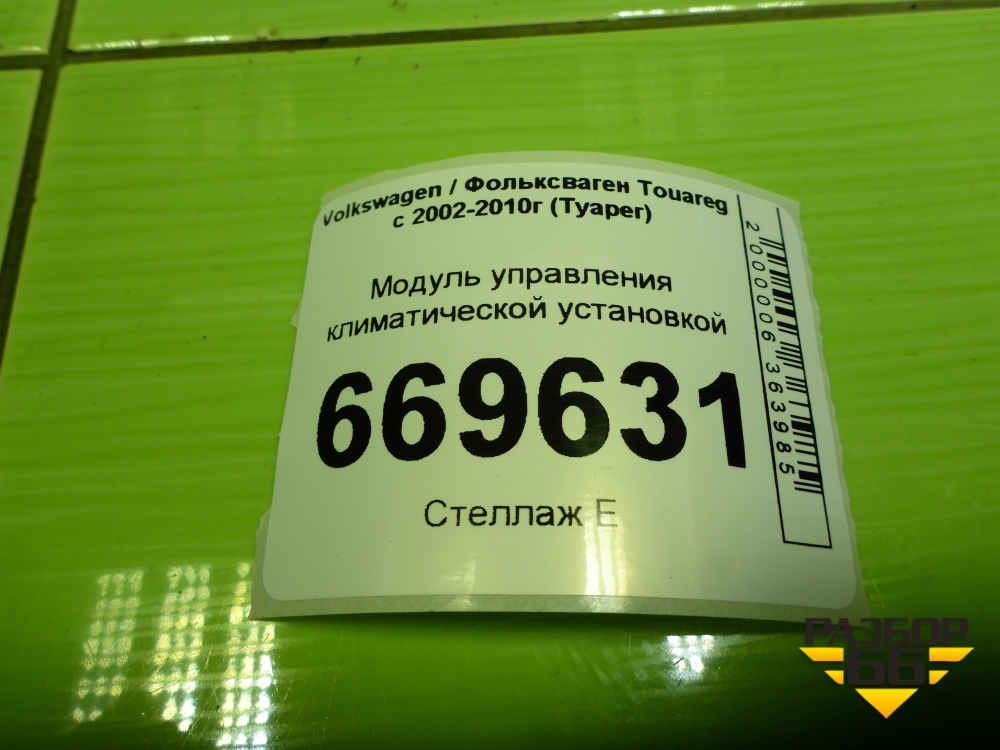 Volkswagen / Фольксваген Touareg
с 2002-2010г (Туарег)
Модуль управления
климатической установкой
669631
Стеллаж Е
2000006363985
РАЗБОР
66